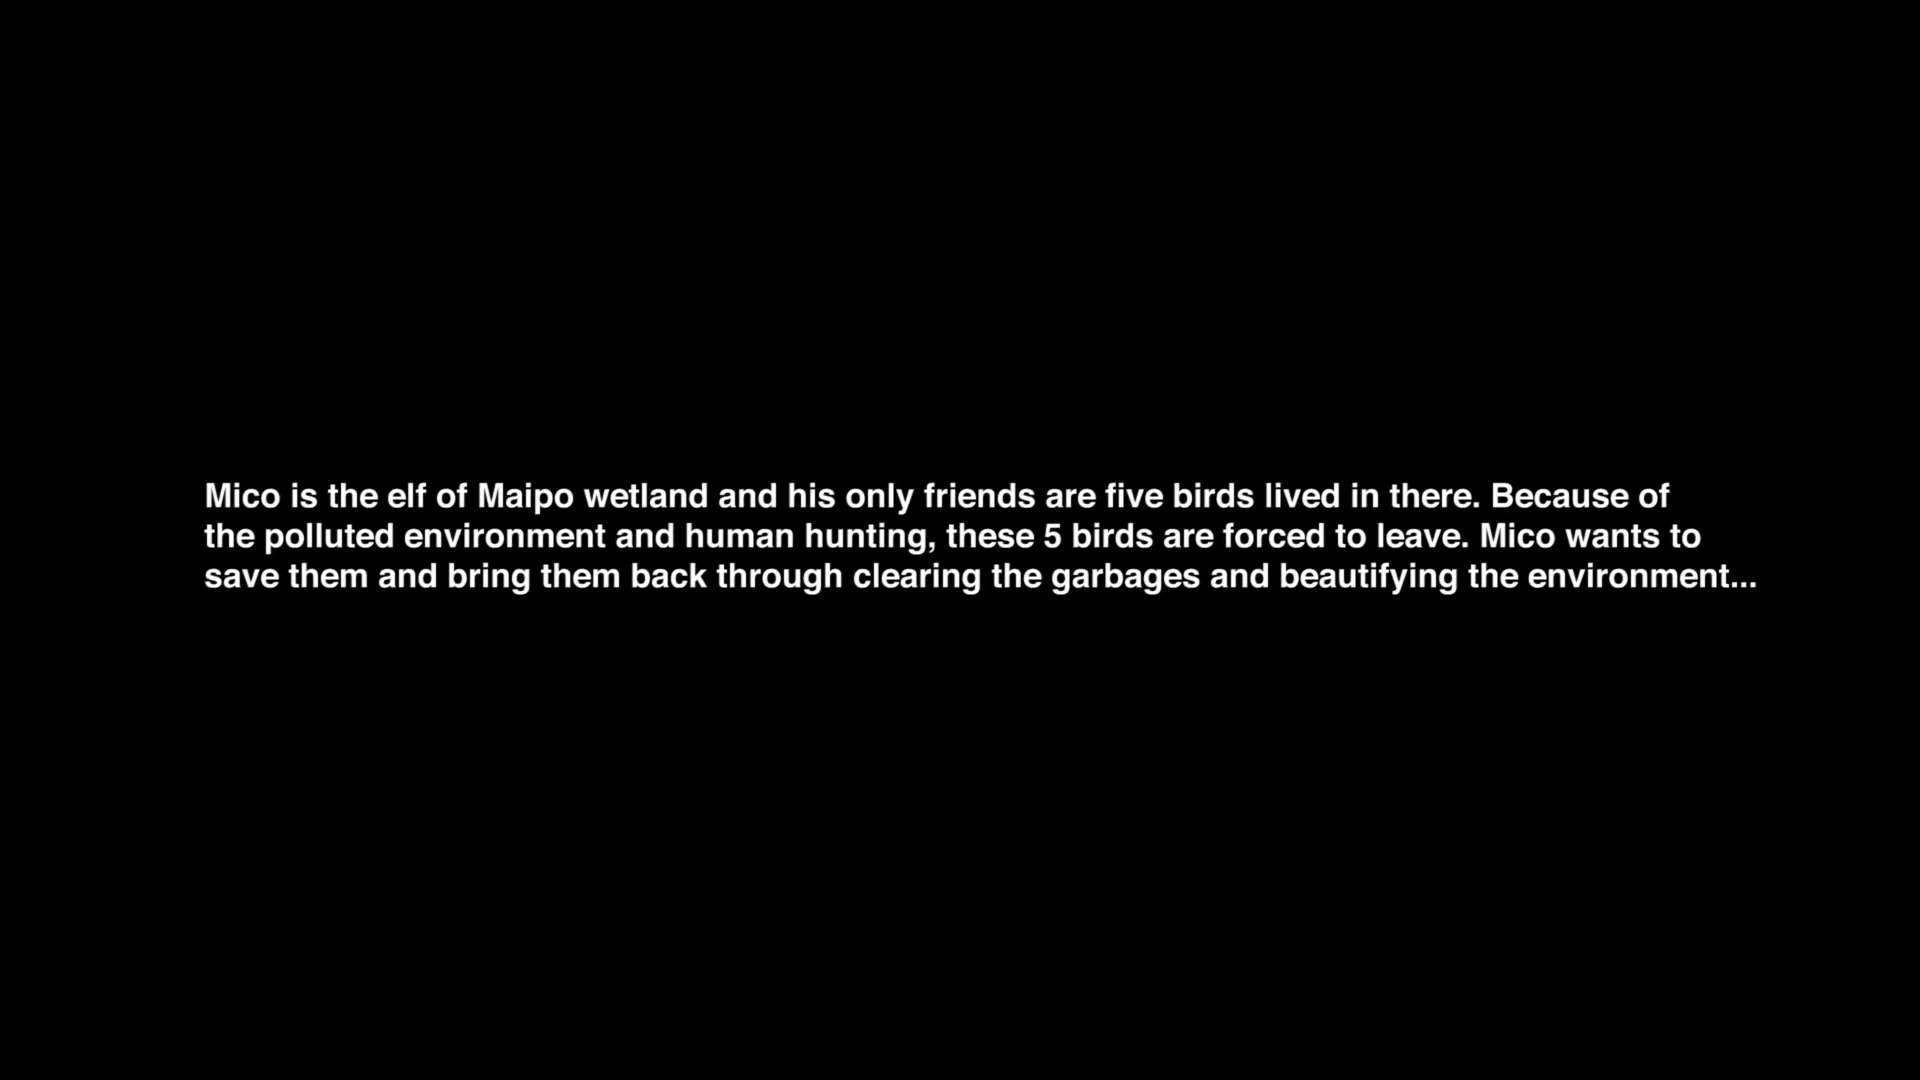 Mico is the elf of Maipo wetland and his only friends are five birds lived in there. Because of
the polluted environment and human hunting, these 5 birds are forced to leave. Mico wants to
save them and bring them back through clearing the garbages and beautifying the environment...